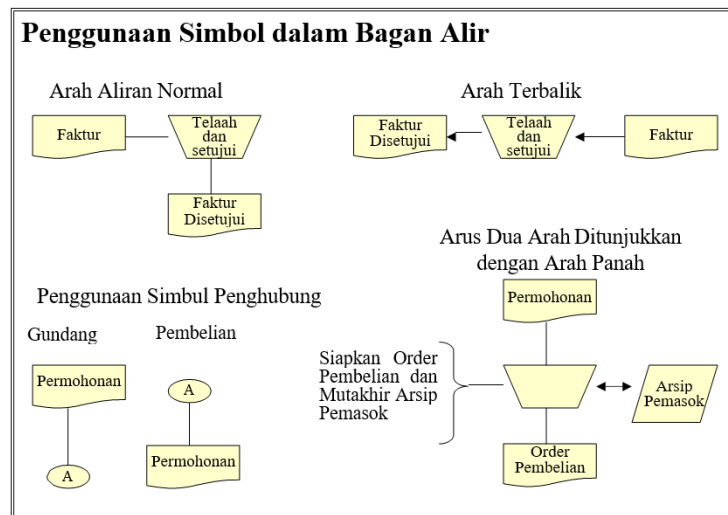 Penggunaan Simbol dalam Bagan Alir
Arah Aliran Normal
Faktur
Telaah
dan
setujui
Faktur
Disetujui
Arah Terbalik
Faktur
Disetujui
Telaah
dan
setujui
Faktur
Penggunaan Simbul Penghubung
Gundang
Permohonan
A
Pembelian
A
Permohonan
Arus Dua Arah Ditunjukkan
dengan Arah Panah
Permohonan
Siapkan Order
Pembelian dan
Mutakhir Arsip
Pemasok
Arsip
Pemasok
Order
Pembelian